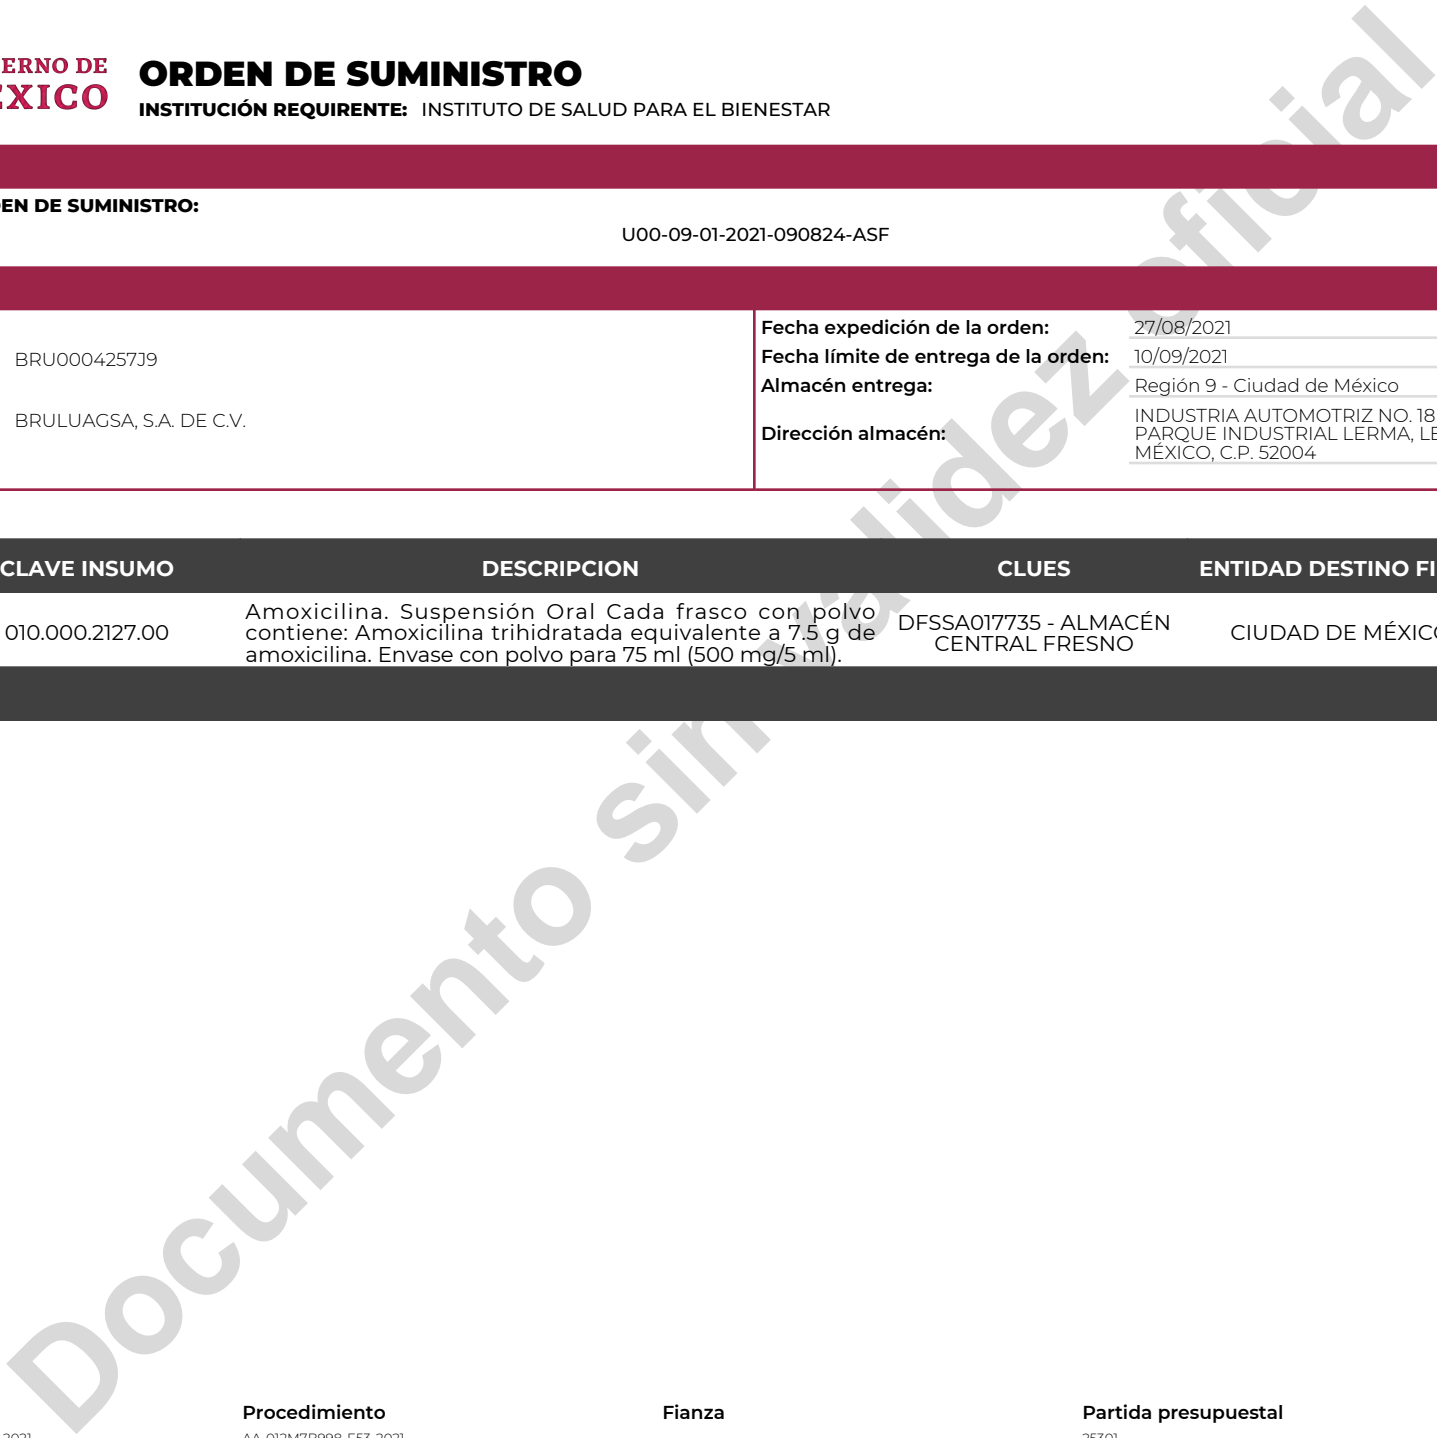 ERNO DE
ÉXICO
ORDEN DE SUMINISTRO
INSTITUCIÓN REQUIRENTE: INSTITUTO DE SALUD PARA EL BIENESTAR
EN DE SUMINISTRO:
U00-09-01-2021-090824-ASF
BRU0004257J9
BRULUAGSA, S.A. DE C.V.
Fecha expedición de la orden: 27/08/2021
Fecha límite de entrega de la orden: 10/09/2021
Almacén entrega: Región 9 - Ciudad de México
Dirección almacén:
INDUSTRIA AUTOMOTRIZ NO. 18
PARQUE INDUSTRIAL LERMA, LE
MÉXICO, C.P. 52004
CLAVE INSUMO DESCRIPCION CLUES ENTIDAD DESTINO FI
010.000.2127.00
Amoxicilina. Suspensión Oral Cada frasco con polvo
contiene: Amoxicilina trihidratada equivalente a 7.5 g de
amoxicilina. Envase con polvo para 75 ml (500 mg/5 ml).
DFSSA017735 - ALMACÉN
CENTRAL FRESNO
CIUDAD DE MÉXICO
Documento sin validez oficial
Procedimiento Fianza Partida presupuestal